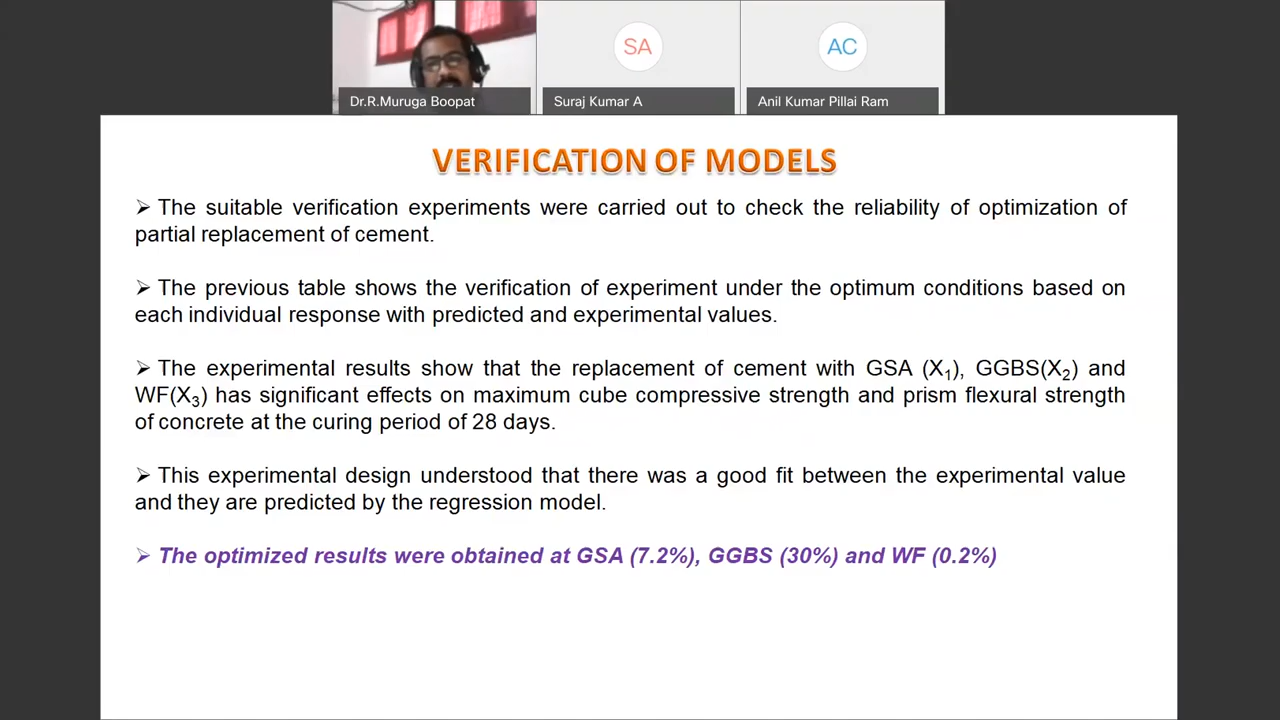 SA
AC
Dr.R.Muruga Boopat
Suraj Kumar A
Anil Kumar Pillai Ram
VERIFICATION OF MODELS
➢ The suitable verification experiments were carried out to check the reliability of optimization of
partial replacement of cement.
➢ The previous table shows the verification of experiment under the optimum conditions based on
each individual response with predicted and experimental values.
➢ The experimental results show that the replacement of cement with GSA (X₁), GGBS(X₂) and
WF(X₃) has significant effects on maximum cube compressive strength and prism flexural strength
of concrete at the curing period of 28 days.
➢ This experimental design understood that there was a good fit between the experimental value
and they are predicted by the regression model.
➢ The optimized results were obtained at GSA (7.2%), GGBS (30%) and WF (0.2%)